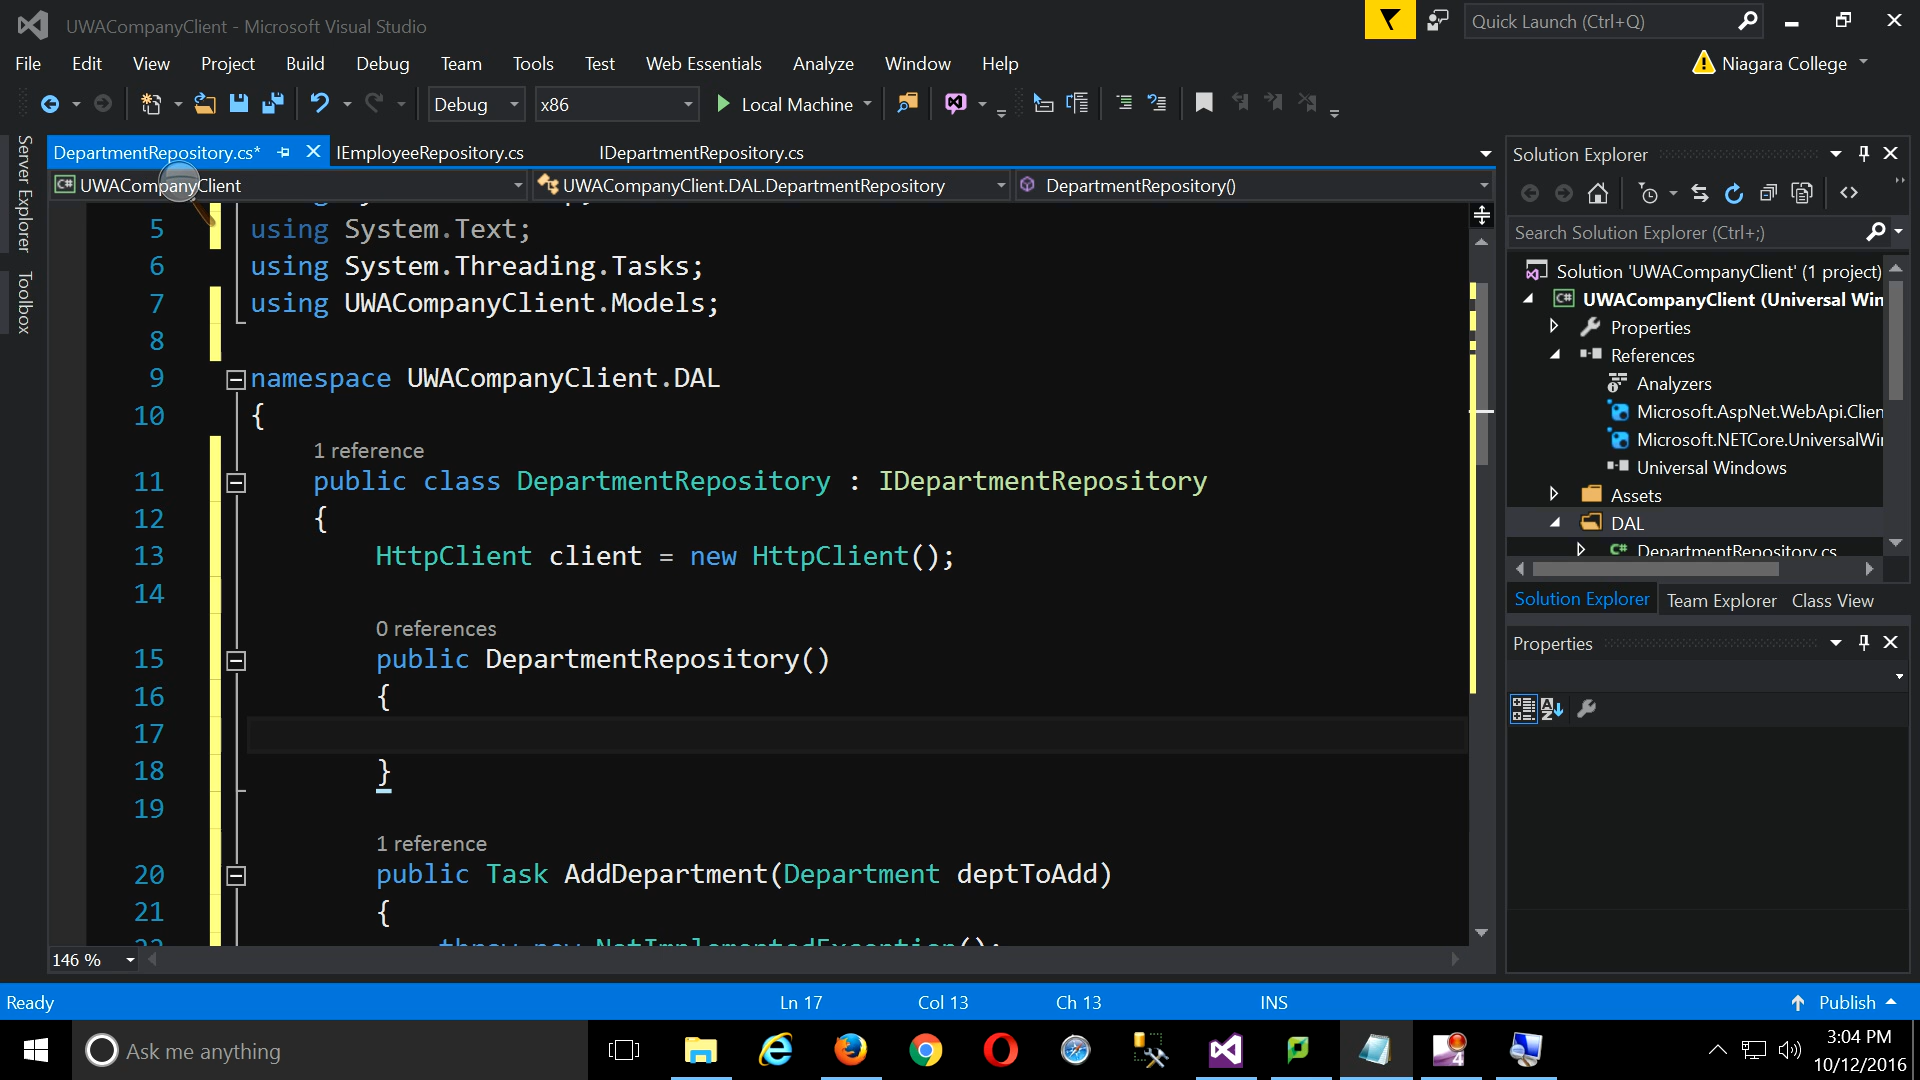 UWACompanyClient - Microsoft Visual Studio
Quick Launch (Ctrl+Q)
File Edit View Project Build Debug Team Tools Test Web Essentials Analyze Window Help
Niagara College
Debug x86 Local Machine
Server Explorer
Toolbox
DepartmentRepository.cs* IEmployeeRepository.cs IDepartmentRepository.cs
UWACompanyClient UWACompanyClient.DAL.DepartmentRepository DepartmentRepository()
5 using System.Text;
6 using System.Threading.Tasks;
7 using UWACompanyClient.Models;
8
9 namespace UWACompanyClient.DAL
10 {
1 reference
11 public class DepartmentRepository : IDepartmentRepository
12 {
13 HttpClient client = new HttpClient();
14
0 references
15 public DepartmentRepository()
16 {
17
18 }
19
1 reference
20 public Task AddDepartment(Department deptToAdd)
21 {
22 throw new NotImplementedException();
146 %
Solution Explorer
Search Solution Explorer (Ctrl+;)
Solution 'UWACompanyClient' (1 project)
C# UWACompanyClient (Universal Win
Properties
References
Analyzers
Microsoft.AspNet.WebApi.Clien
Microsoft.NETCore.UniversalWi
Universal Windows
Assets
DAL
C# DepartmentRepository.cs
Solution Explorer Team Explorer Class View
Properties
Ready Ln 17 Col 13 Ch 13 INS Publish
Ask me anything
3:04 PM
10/12/2016